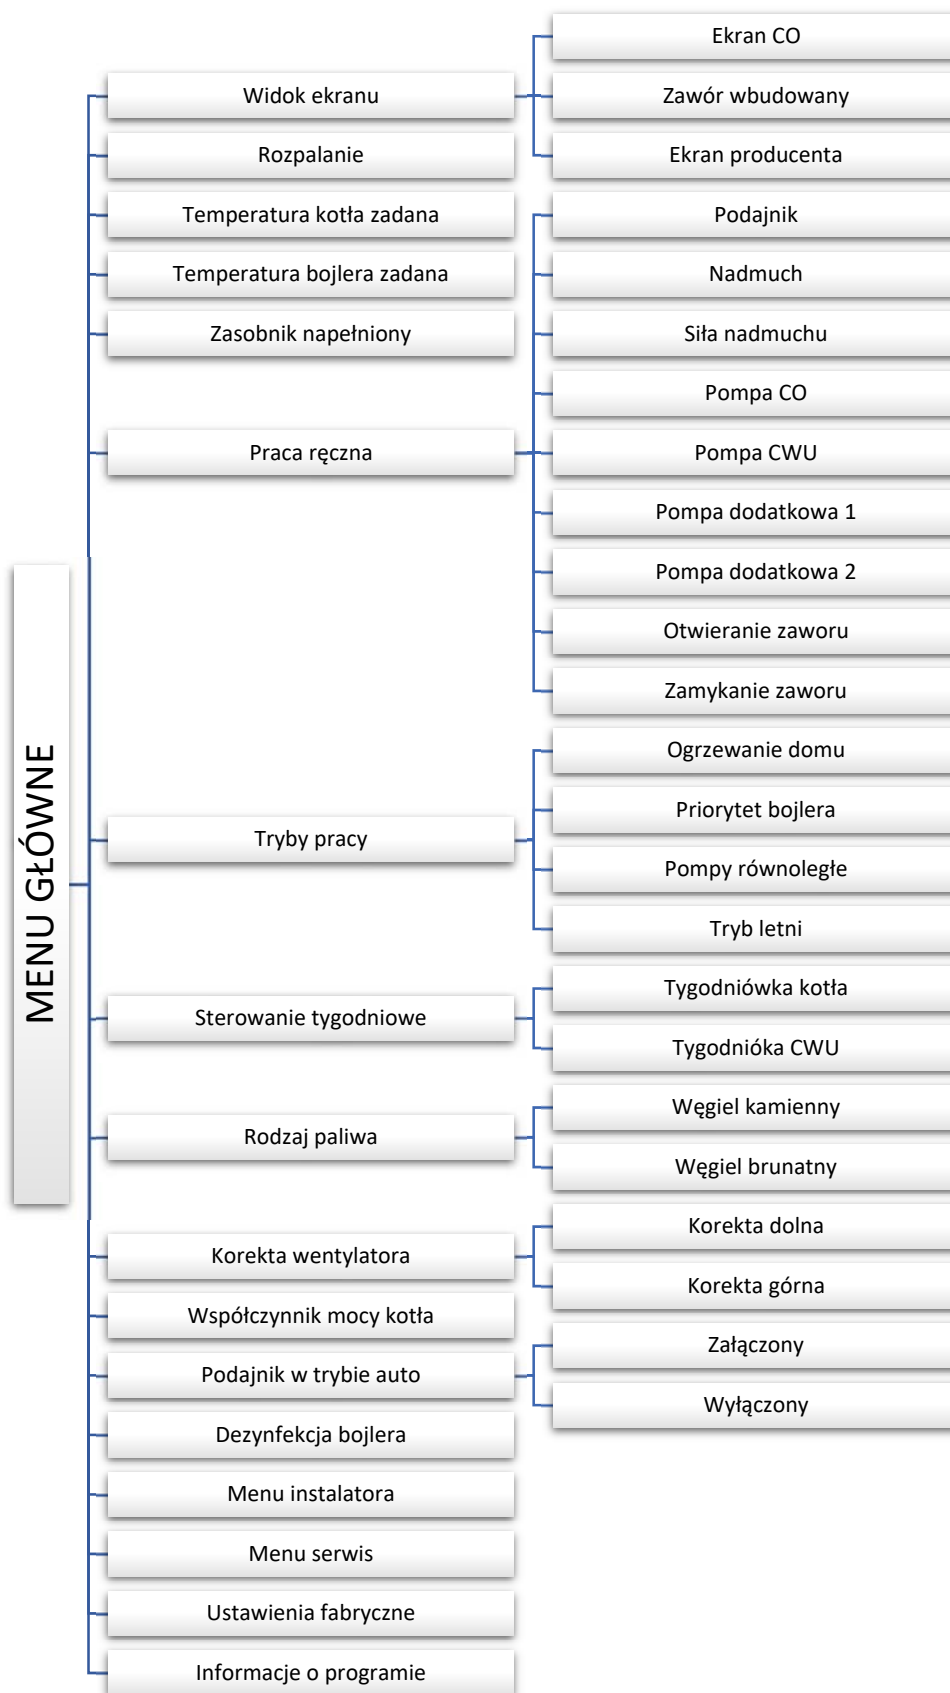 MENU GŁÓWNE
Widok ekranu
Ekran CO
Zawór wbudowany
Ekran producenta
Rozpalanie
Temperatura kotła zadana
Temperatura bojlera zadana
Zasobnik napełniony
Praca ręczna
Podajnik
Nadmuch
Siła nadmuchu
Pompa CO
Pompa CWU
Pompa dodatkowa 1
Pompa dodatkowa 2
Otwieranie zaworu
Zamykanie zaworu
Tryby pracy
Ogrzewanie domu
Priorytet bojlera
Pompy równoległe
Tryb letni
Sterowanie tygodniowe
Tygodniówka kotła
Tygodnióka CWU
Rodzaj paliwa
Węgiel kamienny
Węgiel brunatny
Korekta wentylatora
Korekta dolna
Korekta górna
Współczynnik mocy kotła
Podajnik w trybie auto
Załączony
Wyłączony
Dezynfekcja bojlera
Menu instalatora
Menu serwis
Ustawienia fabryczne
Informacje o programie